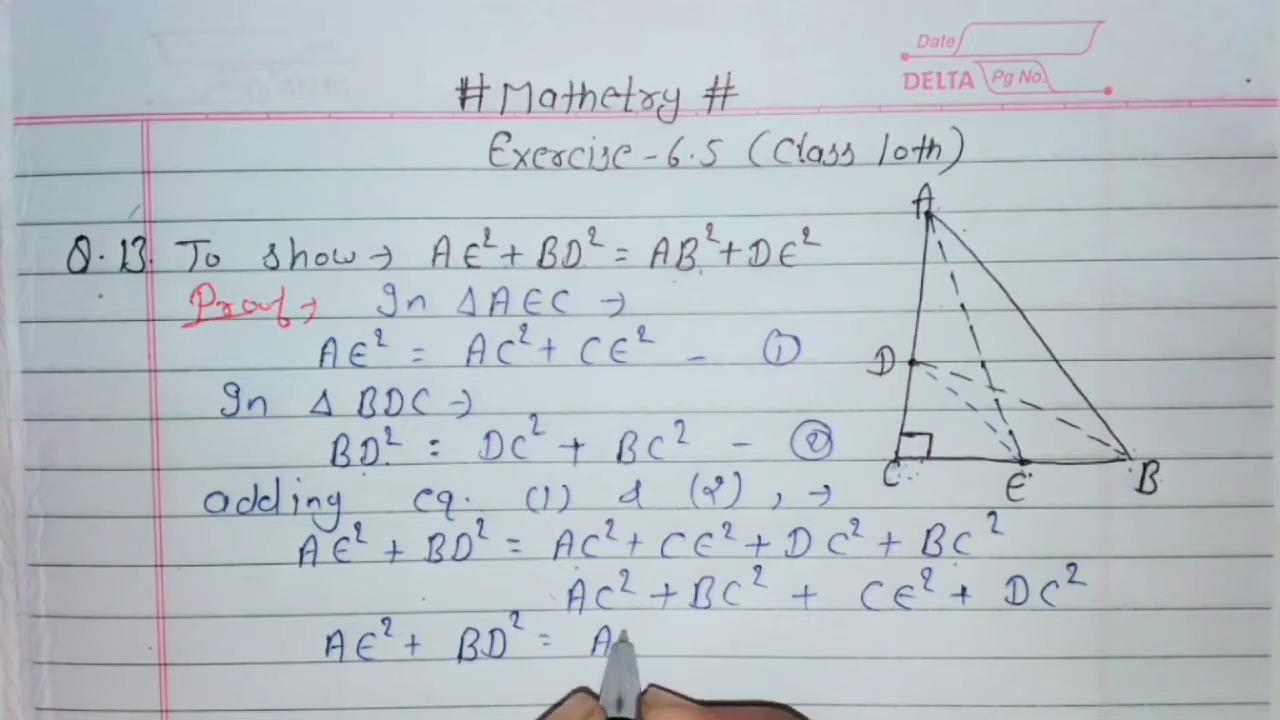 Date
DELTA Pg No.
# Mathetry #
Exercise-6.5 (Class 10th)
Q.13. To show → AE² + BD² = AB² + DE²
Proof → In △AEC →
AE² = AC² + CE² - ①
In △ BDC →
BD² = DC² + BC² - ②
adding eq. (1) & (2), →
AE² + BD² = AC² + CE² + DC² + BC²
AC² + BC² + CE² + DC²
AE² + BD² = A
A
D
C E B